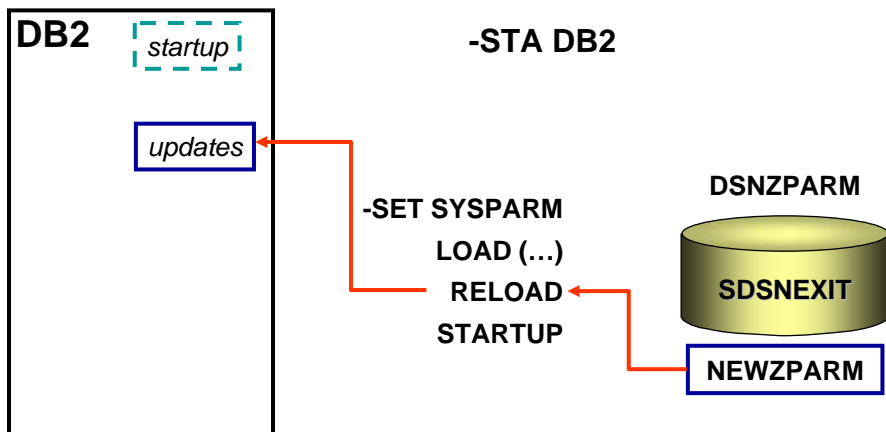 DB2
startup
-STA DB2
updates
DSNZPARM
-SET SYSPARM
LOAD (…)
RELOAD
STARTUP
SDSNEXIT
NEWZPARM